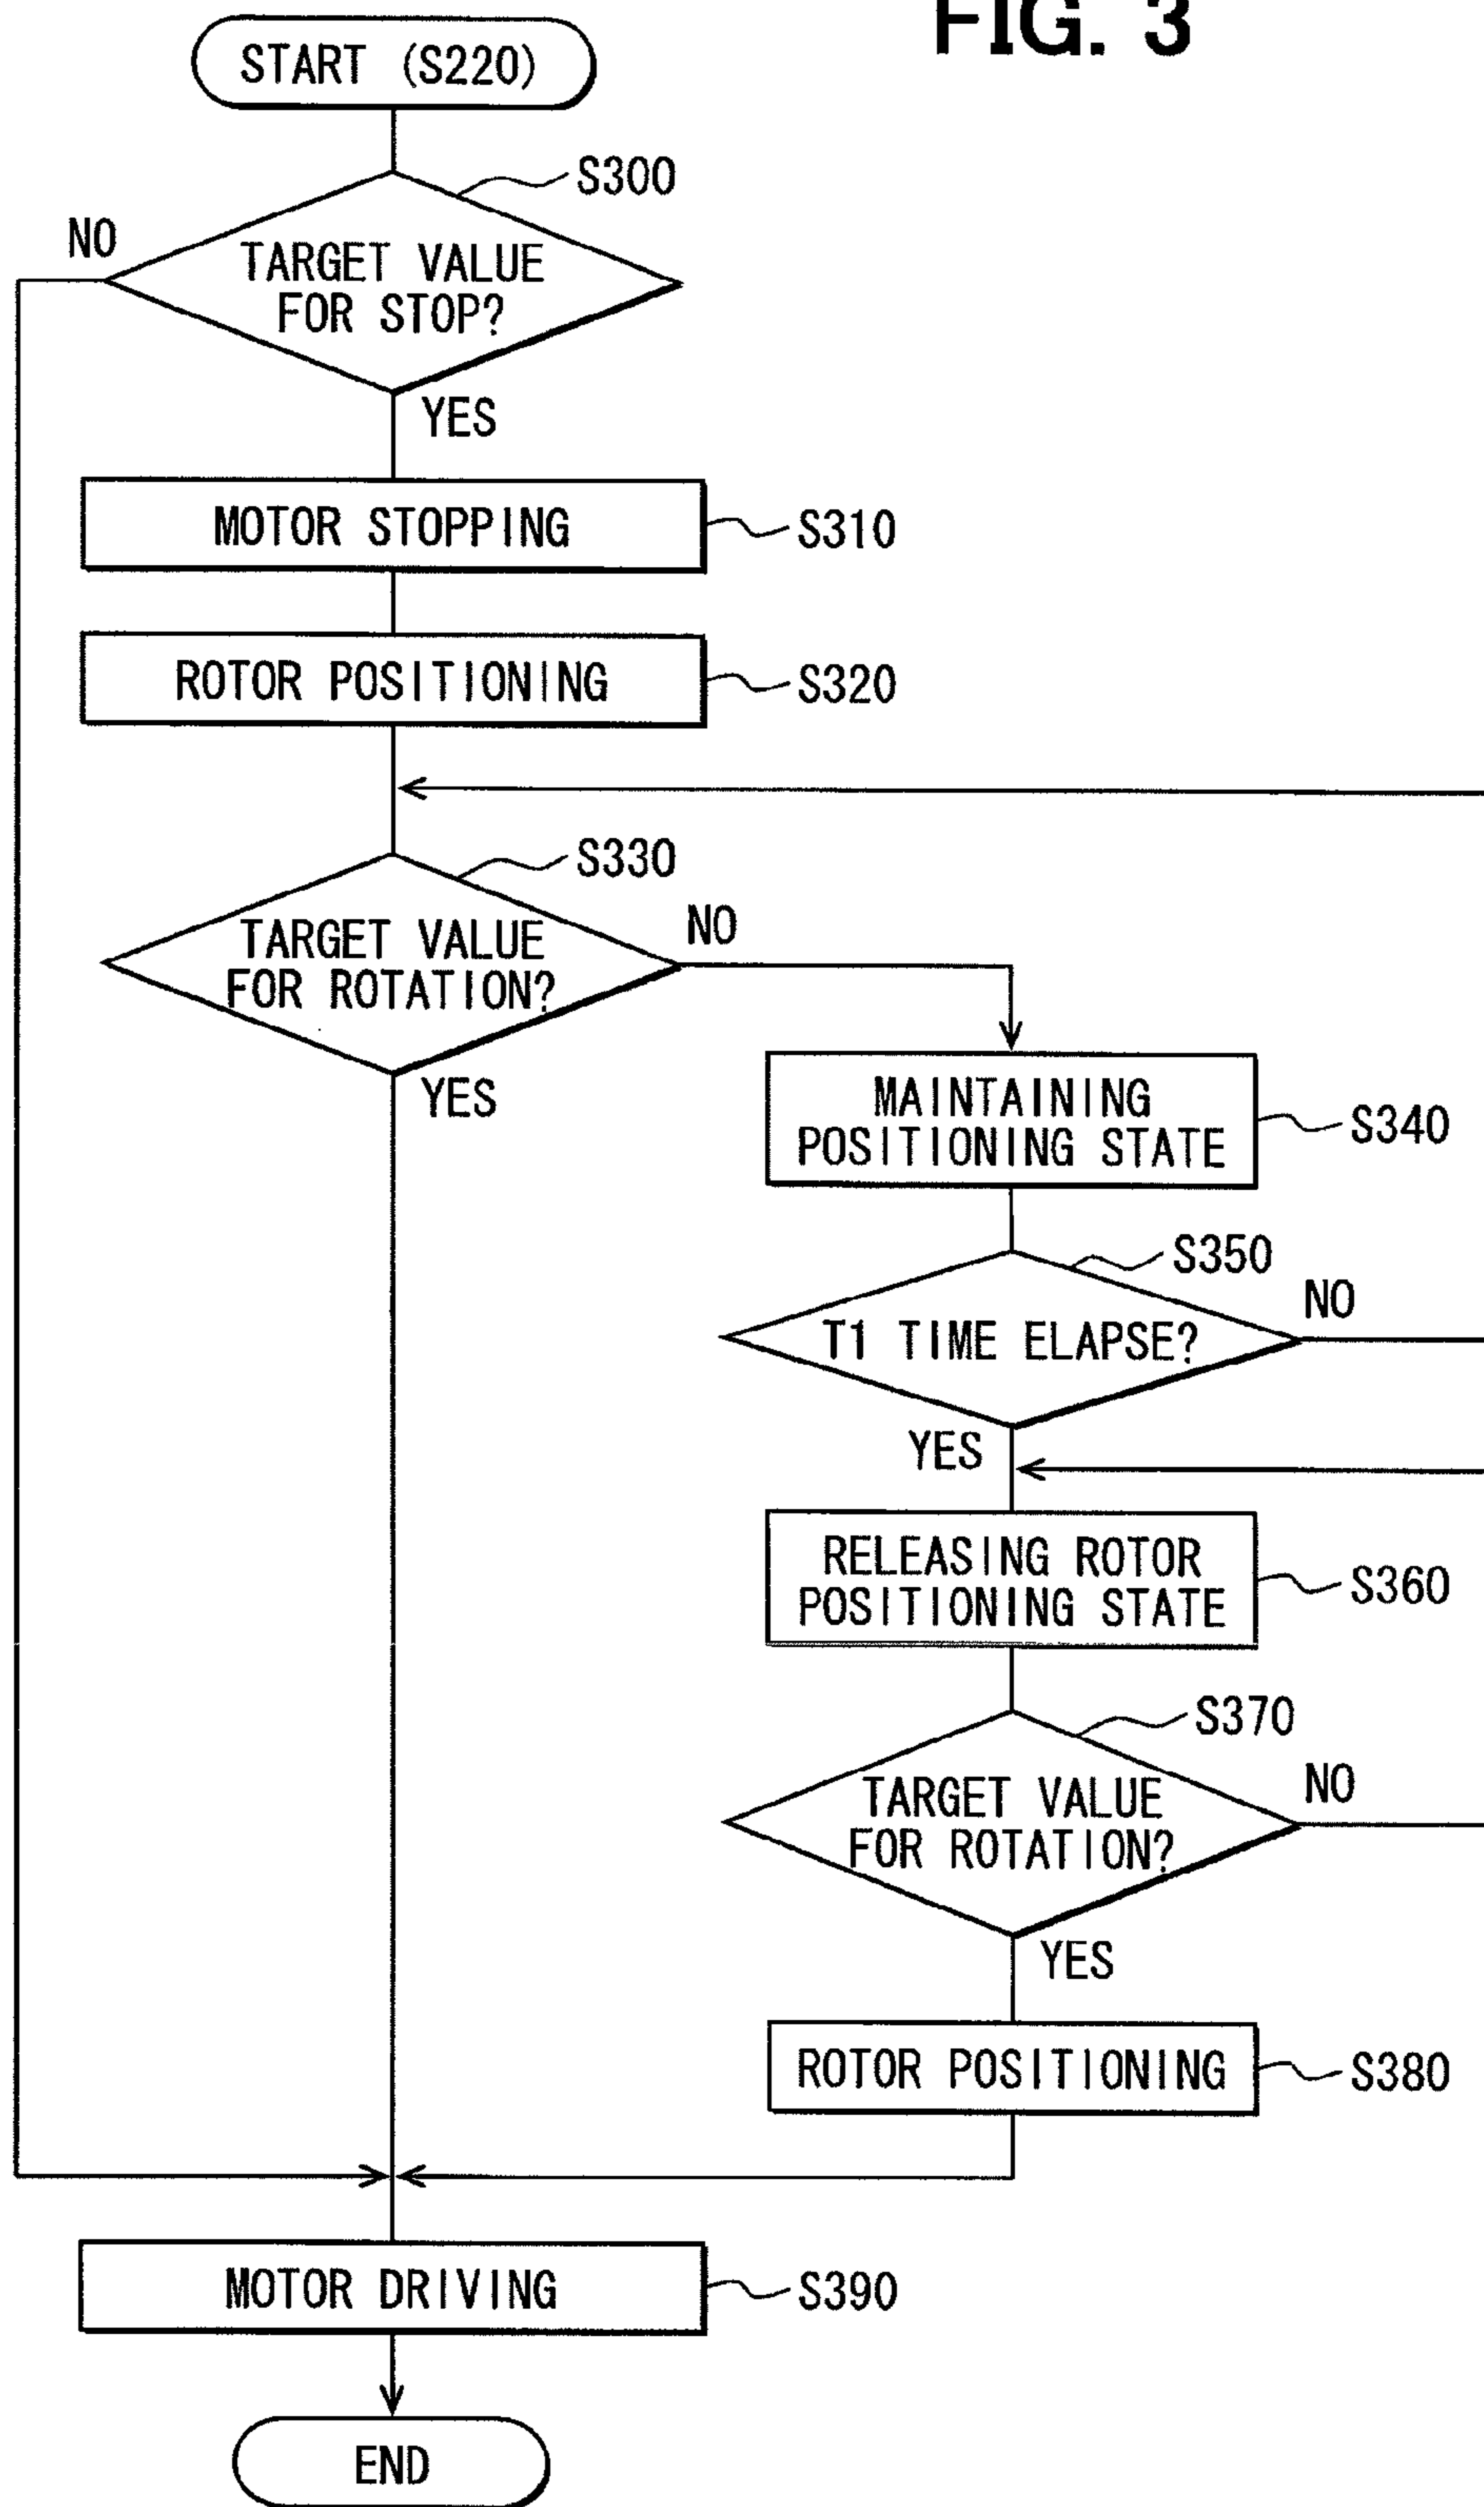 FIG. 3
START (S220)
S300
NO
TARGET VALUE
FOR STOP?
YES
MOTOR STOPPING
S310
ROTOR POSITIONING
S320
S330
TARGET VALUE
FOR ROTATION?
NO
YES
MAINTAINING
POSITIONING STATE
S340
S350
T1 TIME ELAPSE?
NO
YES
RELEASING ROTOR
POSITIONING STATE
S360
S370
TARGET VALUE
FOR ROTATION?
NO
YES
ROTOR POSITIONING
S380
MOTOR DRIVING
S390
END